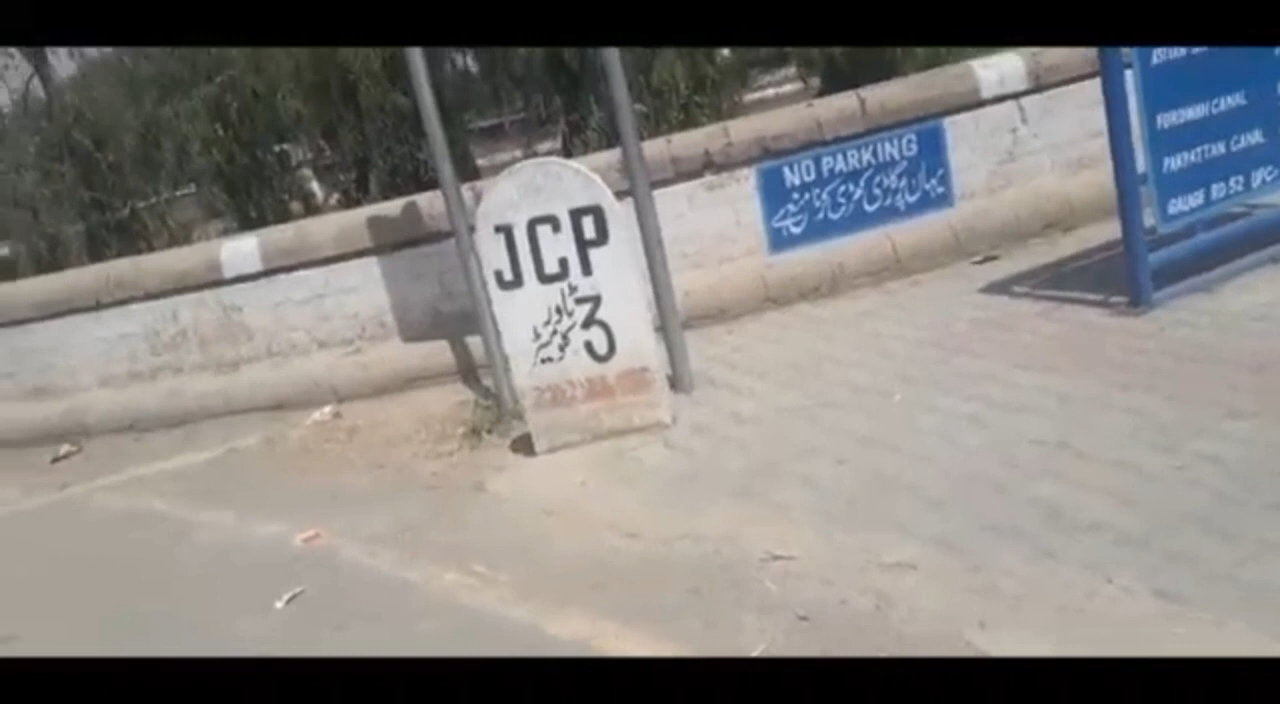 JCP
ٹاور 3
کلومیٹر
NO PARKING
یہاں پر گاڑی کھڑی کرنا منع ہے
FORDWAH CANAL
PAKPATTAN CANAL
GAUGE RD 52